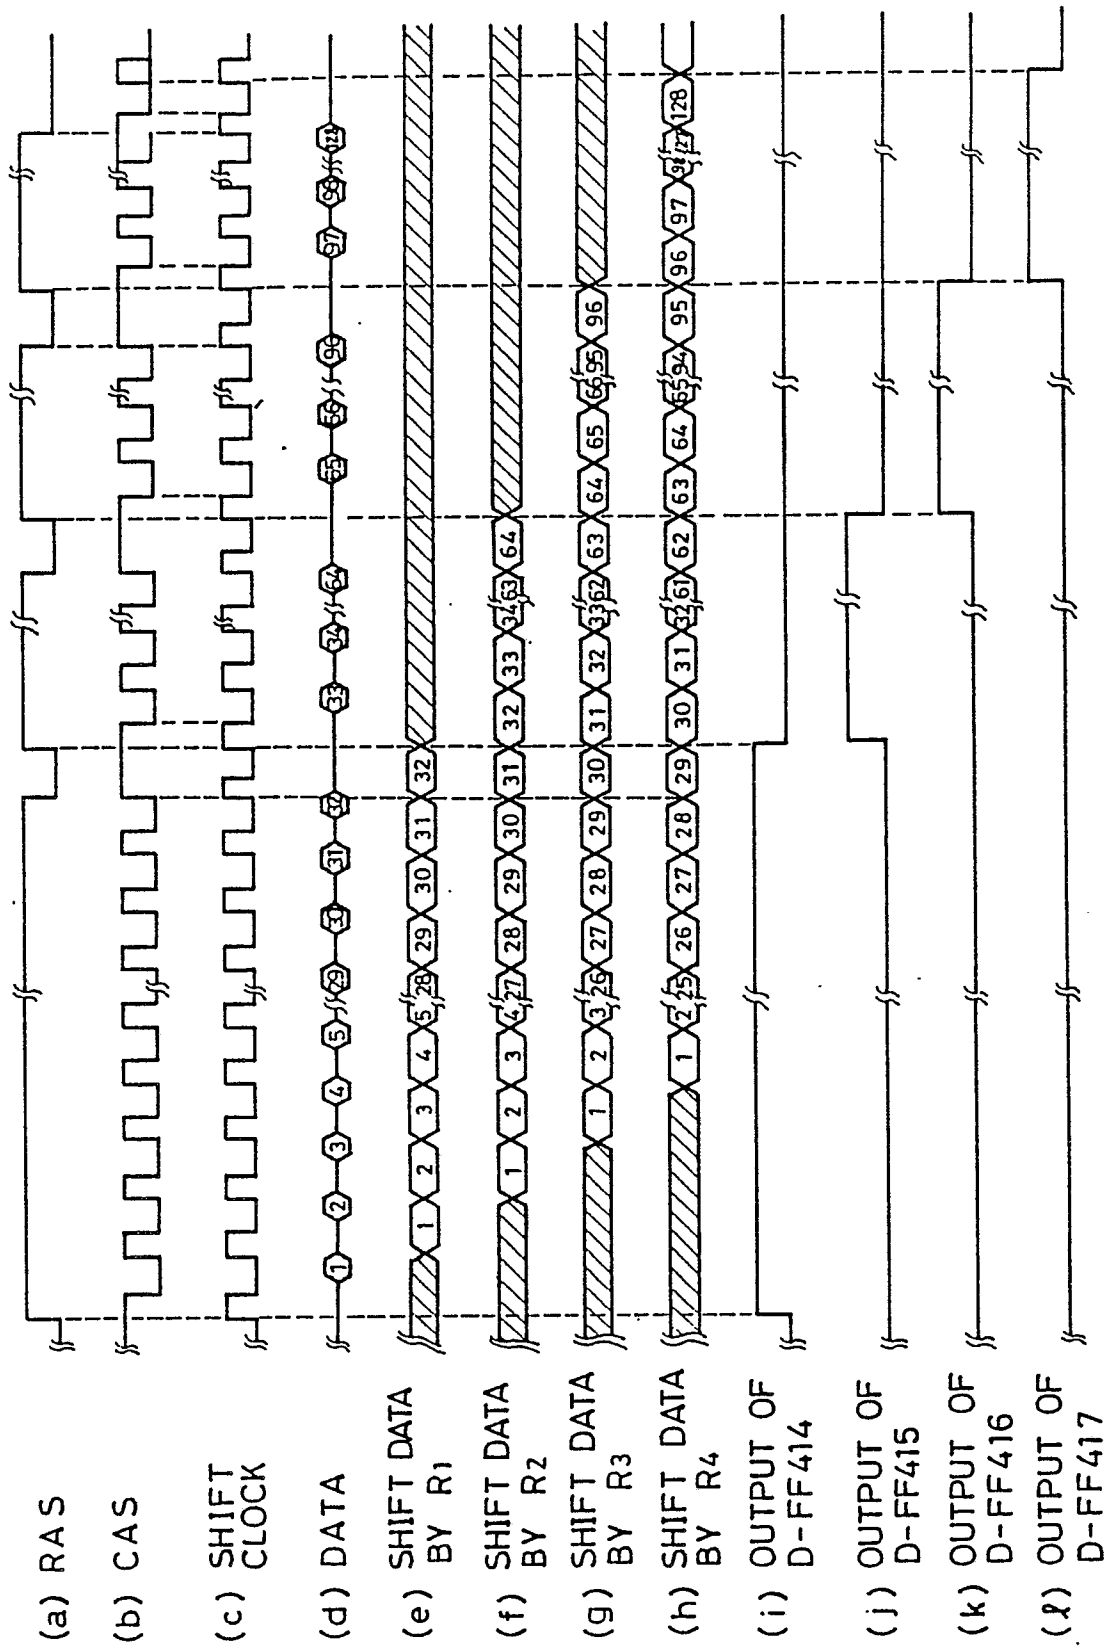 (a) RAS
(b) CAS
(c) SHIFT
CLOCK
(d) DATA
1 2 3 4 5 29 30 31 32 33 34 64 65 66 96 97 98 128
(e) SHIFT DATA
BY R1
1 2 3 4 5 28 29 30 31 32
(f) SHIFT DATA
BY R2
1 2 3 4 27 28 29 30 31 32 33 34 63 64
(g) SHIFT DATA
BY R3
1 2 3 26 27 28 29 30 31 32 33 62 63 64 65 66 95 96
(h) SHIFT DATA
BY R4
1 2 25 26 27 28 29 30 31 32 61 62 63 64 65 94 95 96 97 98 127 128
(i) OUTPUT OF
D-FF414
(j) OUTPUT OF
D-FF415
(k) OUTPUT OF
D-FF416
(ℓ) OUTPUT OF
D-FF417